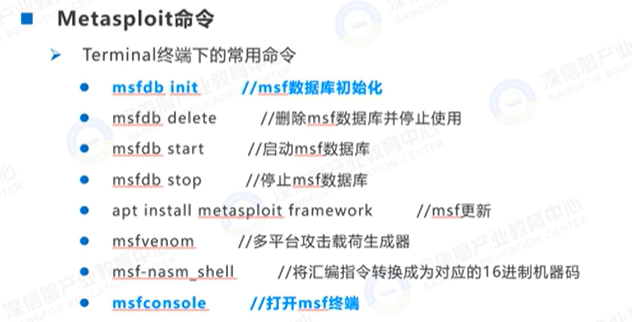 Metasploit命令
Terminal终端下的常用命令
msfdb init //msf数据库初始化
msfdb delete //删除msf数据库并停止使用
msfdb start //启动msf数据库
msfdb stop //停止msf数据库
apt install metasploit framework //msf更新
msfvenom //多平台攻击载荷生成器
msf-nasm_shell //将汇编指令转换成为对应的16进制机器码
msfconsole //打开msf终端
深信服产业教育中心
SANGFOR EDUCATION CENTER